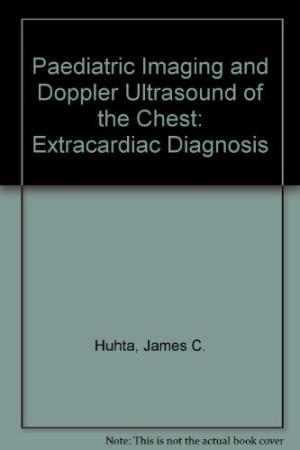 Paediatric Imaging and
Doppler Ultrasound of
the Chest:
Extracardiac Diagnosis
Huhta, James C.
Note: This is not the actual book cover